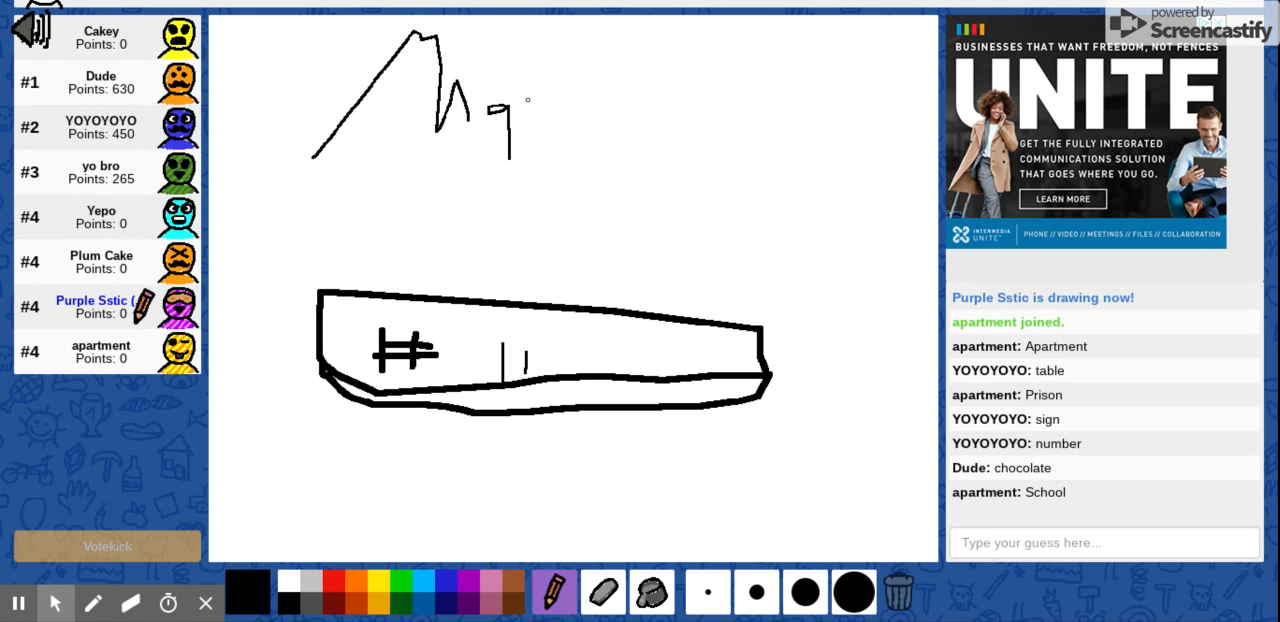 Cakey
Points: 0
#1
Dude
Points: 630
#2
YOYOYOYO
Points: 450
#3
yo bro
Points: 265
#4
Yepo
Points: 0
#4
Plum Cake
Points: 0
#4
Purple Sstic (
Points: 0
#4
apartment
Points: 0
Votekick
#
powered by
Screencastify
BUSINESSES THAT WANT FREEDOM, NOT FENCES
UNITE
GET THE FULLY INTEGRATED
COMMUNICATIONS SOLUTION
THAT GOES WHERE YOU GO.
LEARN MORE
INTERMEDIA
UNITE
PHONE // VIDEO // MEETINGS // FILES // COLLABORATION
Purple Sstic is drawing now!
apartment joined.
apartment: Apartment
YOYOYOYO: table
apartment: Prison
YOYOYOYO: sign
YOYOYOYO: number
Dude: chocolate
apartment: School
Type your guess here...